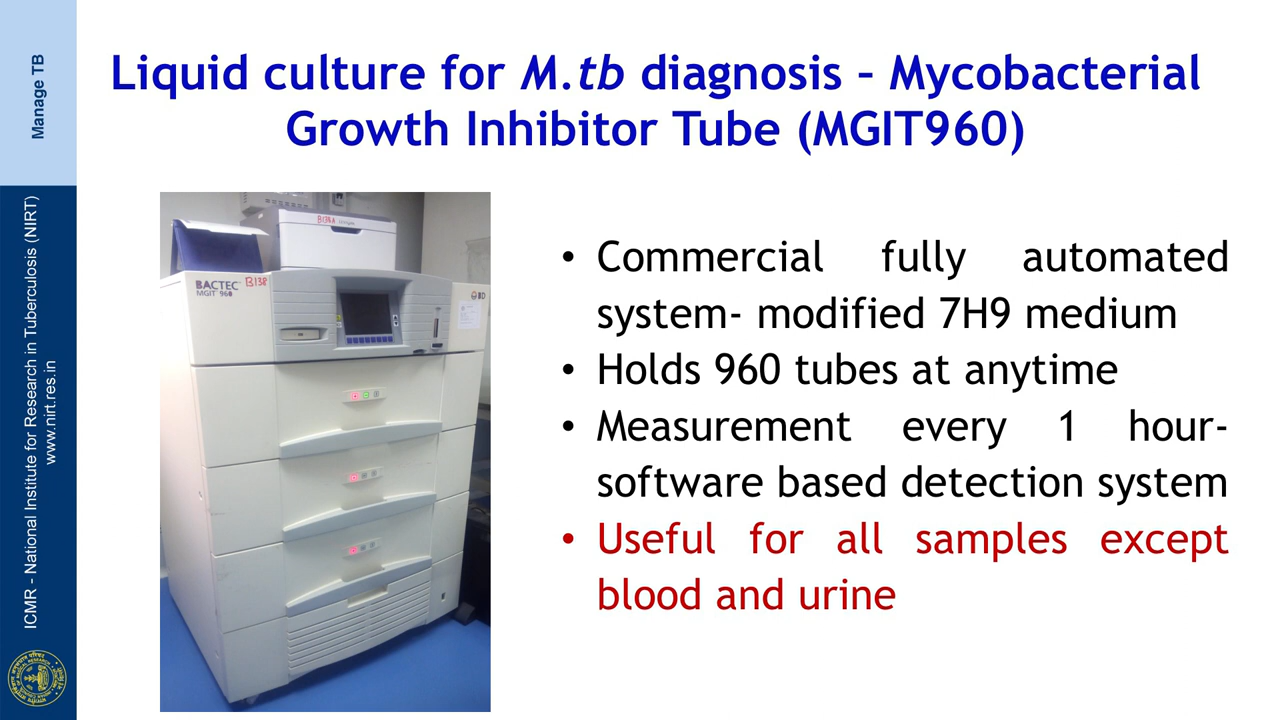 Manage TB
ICMR - National Institute for Research in Tuberculosis (NIRT)
www.nirt.res.in
Liquid culture for M.tb diagnosis – Mycobacterial
Growth Inhibitor Tube (MGIT960)
B137A
BACTEC
B138
MGIT 960
BD
• Commercial fully automated
system- modified 7H9 medium
• Holds 960 tubes at anytime
• Measurement every 1 hour-
software based detection system
• Useful for all samples except
blood and urine